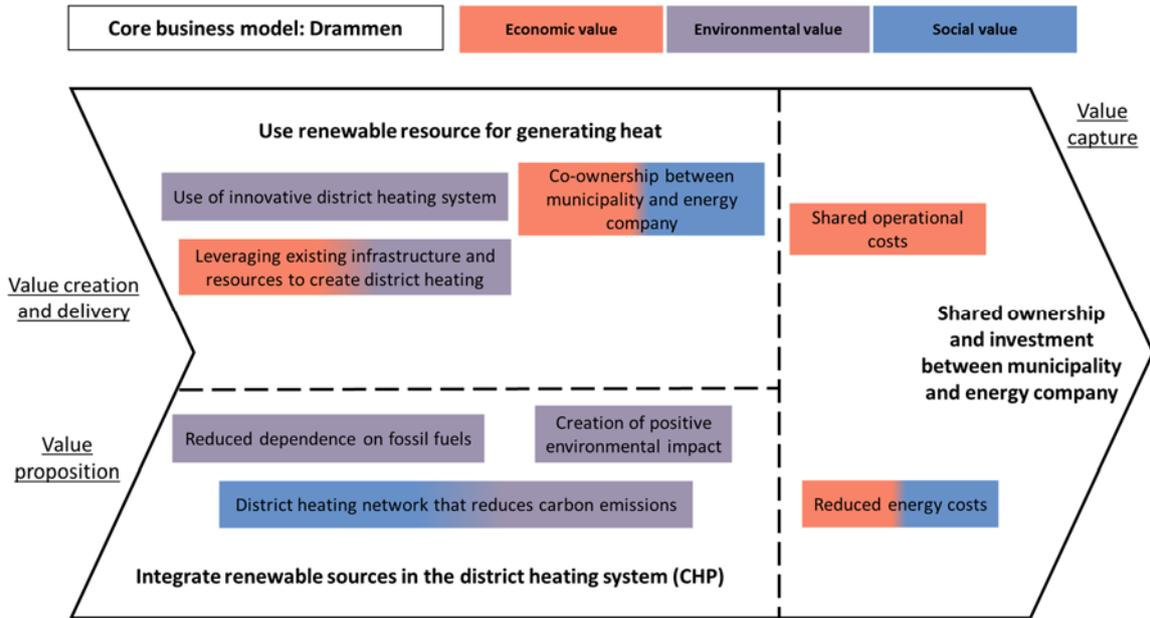 Core business model: Drammen
Economic value
Environmental value
Social value
Value
capture
Use renewable resource for generating heat
Use of innovative district heating system
Co-ownership between
municipality and energy
company
Leveraging existing infrastructure and
resources to create district heating
Shared operational
costs
Value creation
and delivery
Shared ownership
and investment
between municipality
and energy company
Value
proposition
Reduced dependence on fossil fuels
Creation of positive
environmental impact
District heating network that reduces carbon emissions
Reduced energy costs
Integrate renewable sources in the district heating system (CHP)